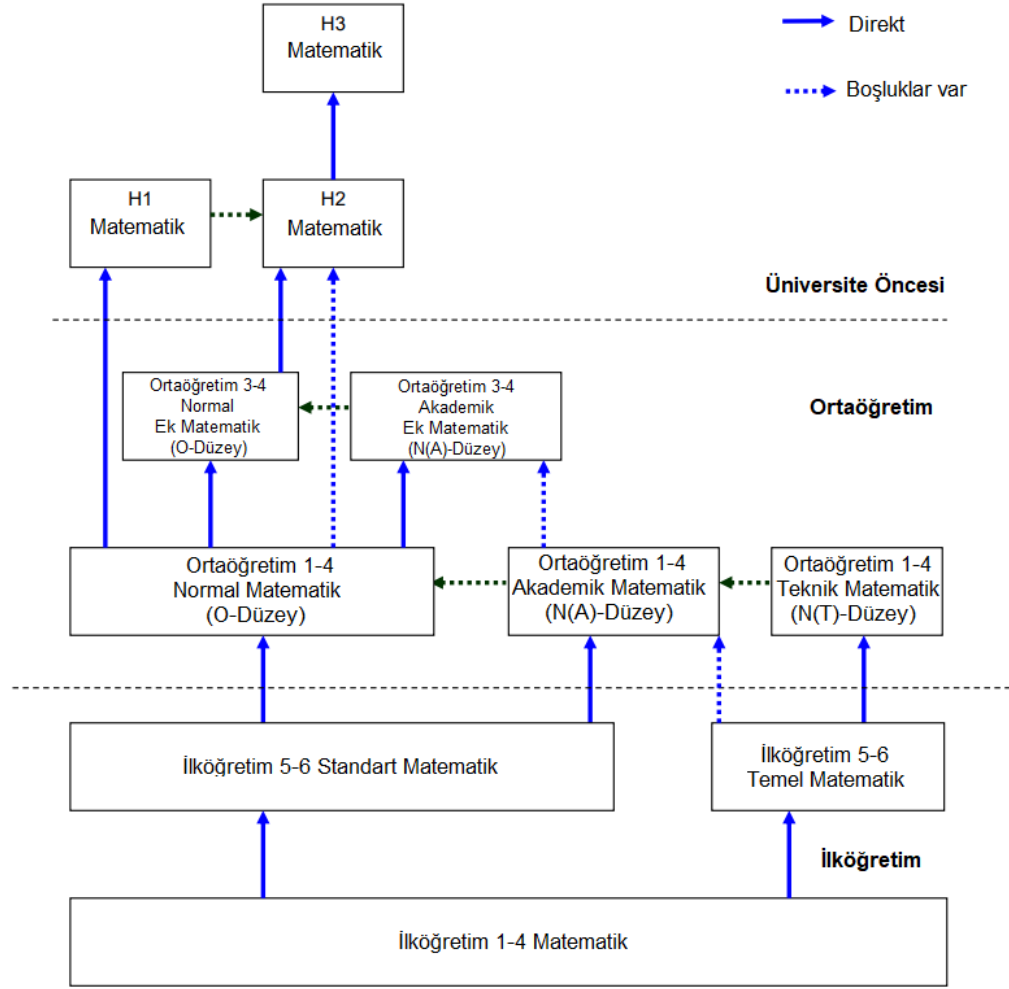 H3
Matematik
Direkt
Boşluklar var
H1
Matematik
H2
Matematik
Üniversite Öncesi
Ortaöğretim 3-4
Normal
Ek Matematik
(O-Düzey)
Ortaöğretim 3-4
Akademik
Ek Matematik
(N(A)-Düzey)
Ortaöğretim
Ortaöğretim 1-4
Normal Matematik
(O-Düzey)
Ortaöğretim 1-4
Akademik Matematik
(N(A)-Düzey)
Ortaöğretim 1-4
Teknik Matematik
(N(T)-Düzey)
İlköğretim 5-6 Standart Matematik
İlköğretim 5-6
Temel Matematik
İlköğretim
İlköğretim 1-4 Matematik